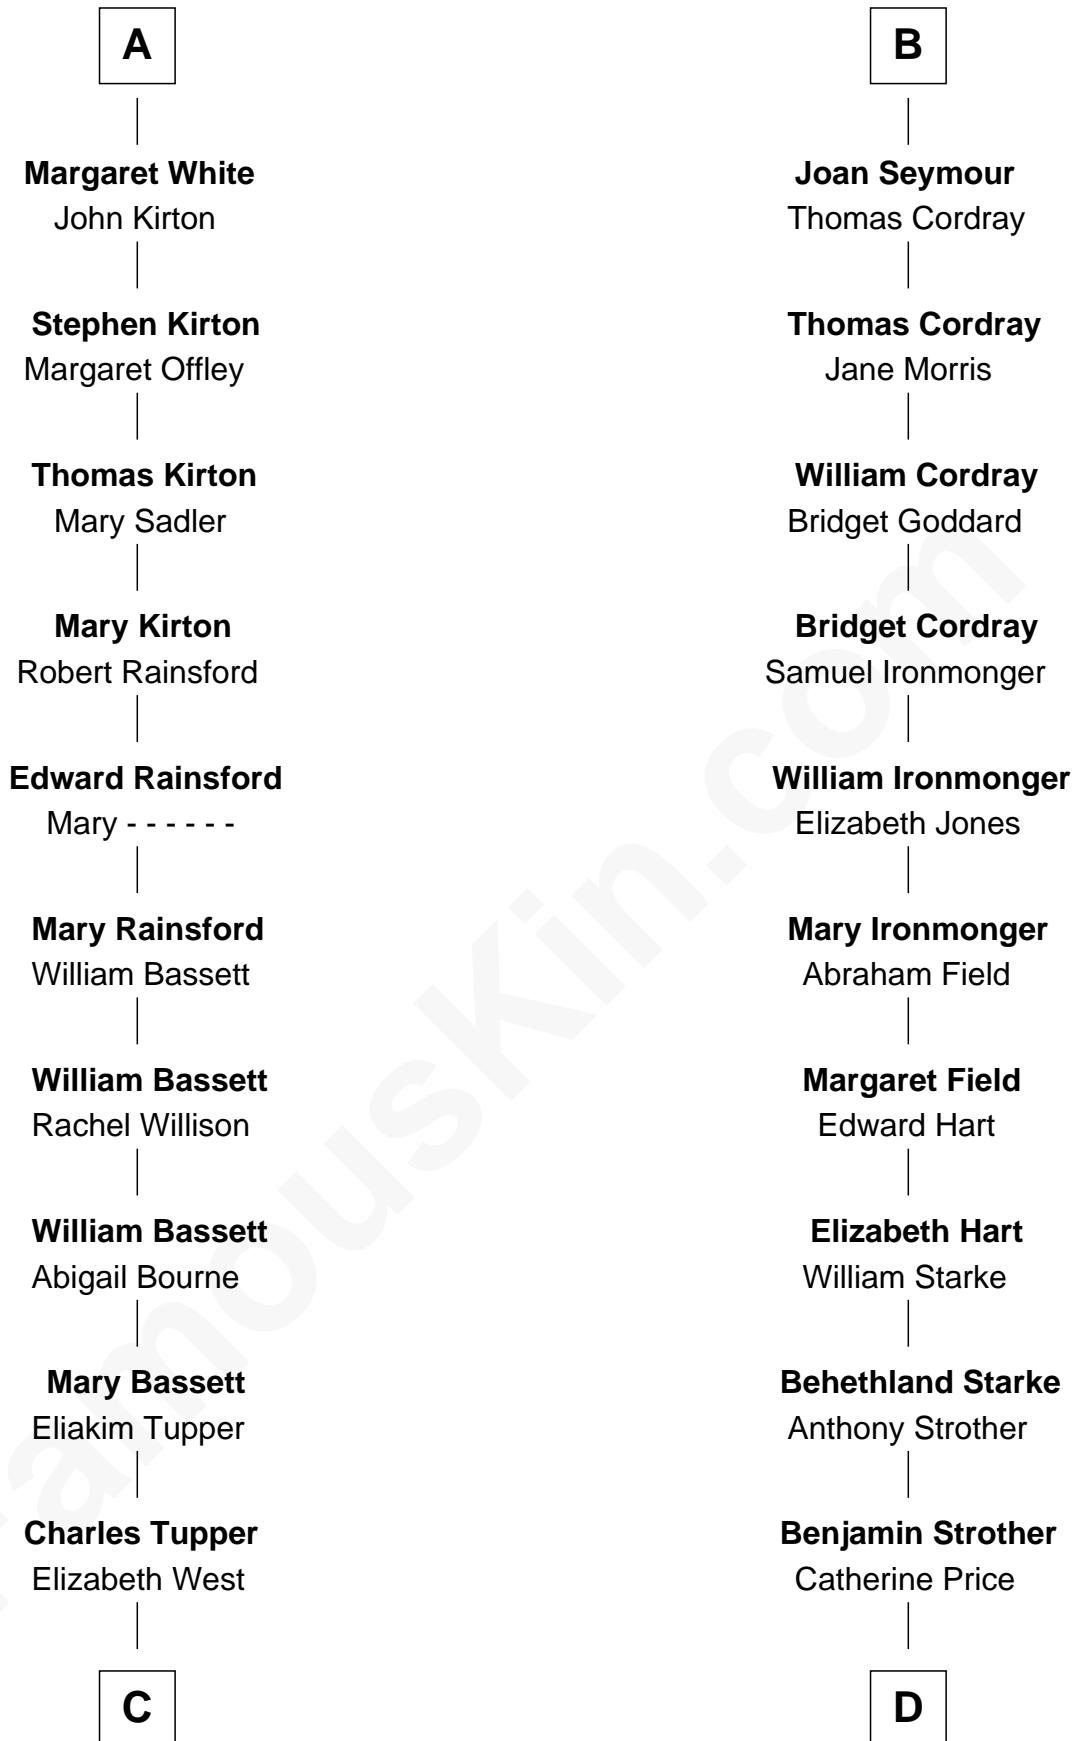 A
Margaret White
John Kirton
Stephen Kirton
Margaret Offley
Thomas Kirton
Mary Sadler
Mary Kirton
Robert Rainsford
Edward Rainsford
Mary - - - - - -
Mary Rainsford
William Bassett
William Bassett
Rachel Willison
William Bassett
Abigail Bourne
Mary Bassett
Eliakim Tupper
Charles Tupper
Elizabeth West
C
B
Joan Seymour
Thomas Cordray
Thomas Cordray
Jane Morris
William Cordray
Bridget Goddard
Bridget Cordray
Samuel Ironmonger
William Ironmonger
Elizabeth Jones
Mary Ironmonger
Abraham Field
Margaret Field
Edward Hart
Elizabeth Hart
William Starke
Behethland Starke
Anthony Strother
Benjamin Strother
Catherine Price
D
FamousKin.com